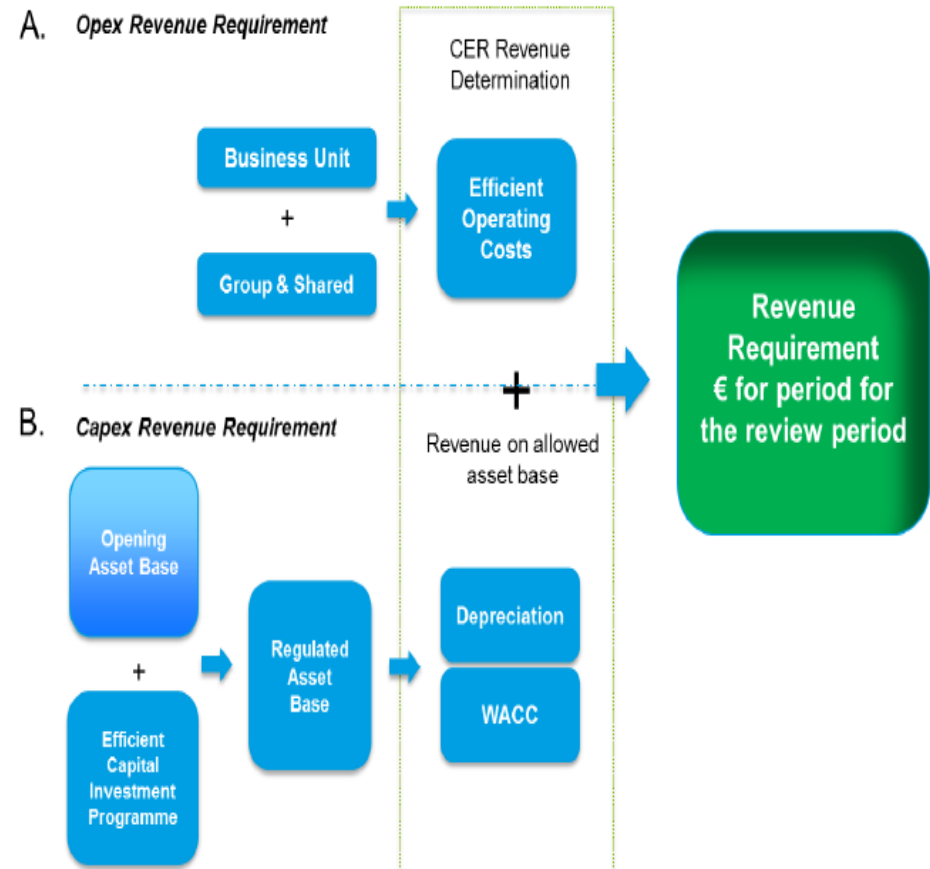 A. Opex Revenue Requirement
CER Revenue
Determination
Business Unit
+
Group & Shared
Efficient
Operating
Costs
+
Revenue
Requirement
€ for period for
the review period
B. Capex Revenue Requirement
Revenue on allowed
asset base
Opening
Asset Base
+
Efficient
Capital
Investment
Programme
Regulated
Asset
Base
Depreciation
WACC